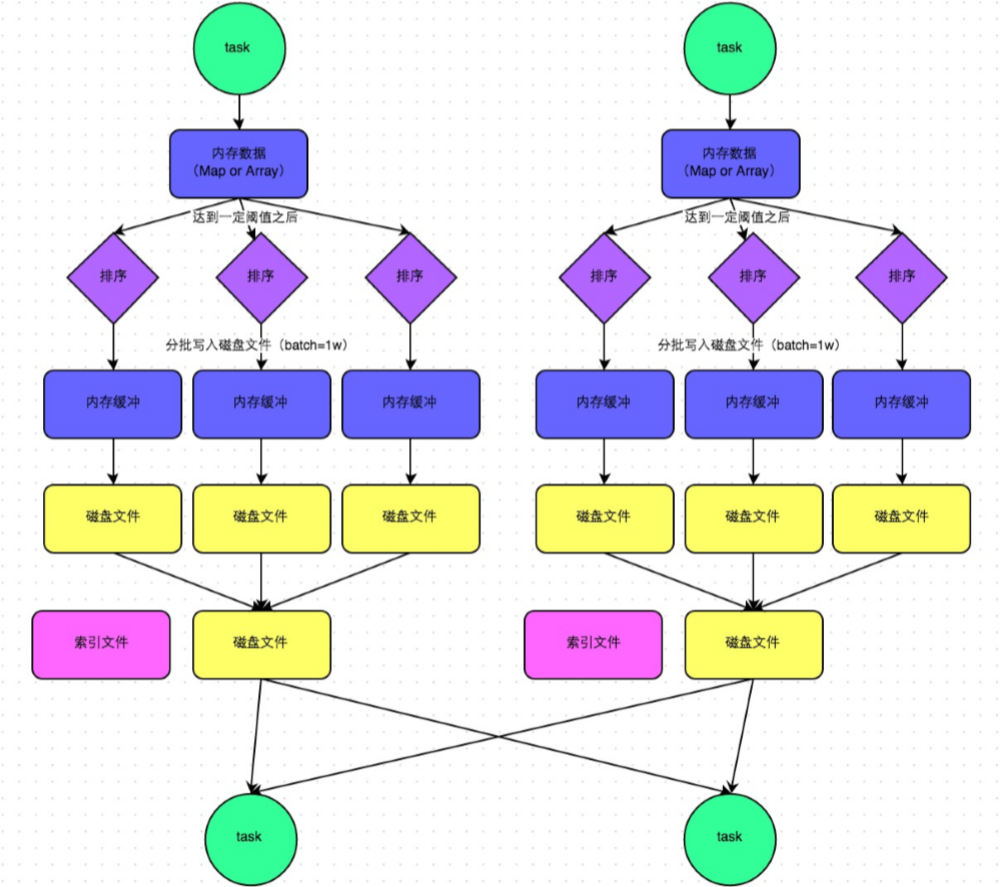 task
task
内存数据
（Map or Array）
内存数据
（Map or Array）
达到一定阈值之后
达到一定阈值之后
排序
排序
排序
排序
排序
排序
分批写入磁盘文件（batch=1w）
分批写入磁盘文件（batch=1w）
内存缓冲
内存缓冲
内存缓冲
内存缓冲
内存缓冲
内存缓冲
磁盘文件
磁盘文件
磁盘文件
磁盘文件
磁盘文件
磁盘文件
索引文件
磁盘文件
索引文件
磁盘文件
task
task